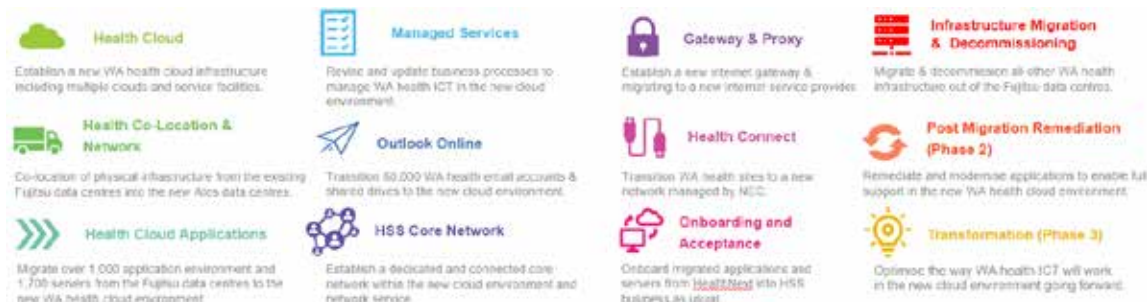 Health Cloud
Establish a new WA health cloud infrastructure
including multiple clouds and service facilities.
Managed Services
Revise and update business processes to
manage WA health ICT in the new cloud
environment.
Gateway & Proxy
Establish a new internet gateway &
migrating to a new internet service provider.
Infrastructure Migration
& Decommissioning
Migrate & decommission all other WA health
infrastructure out of the Fujitsu data centres.
Health Co-Location &
Network
Co-location of physical infrastructure from the existing
Fujitsu data centres into the new Atos data centres.
Outlook Online
Transition 60,000 WA health email accounts &
shared drives to the new cloud environment.
Health Connect
Transition WA health sites to a new
network managed by NCC.
Post Migration Remediation
(Phase 2)
Remediate and modernise applications to enable full
support in the new WA health cloud environment.
Health Cloud Applications
Migrate over 1,000 application environment and
1,700 servers from the Fujitsu data centres to the
new WA health cloud environment.
HSS Core Network
Establish a dedicated and connected core
network within the new cloud environment and
network service.
Onboarding and
Acceptance
Onboard migrated applications and
servers from HealthNext into HSS
business as usual.
Transformation (Phase 3)
Optimise the way WA health ICT will work
in the new cloud environment going forward.